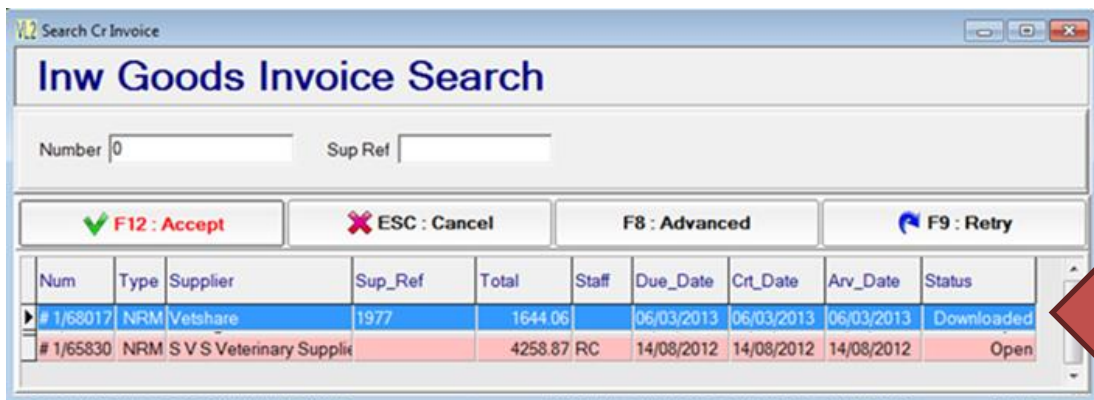 VL2 Search Cr Invoice
Inw Goods Invoice Search
Number 0 Sup Ref
F12 : Accept ESC : Cancel F8 : Advanced F9 : Retry
Num Type Supplier Sup_Ref Total Staff Due_Date Crt_Date Arv_Date Status
# 1/68017 NRM Vetshare 1977 1644.06 06/03/2013 06/03/2013 06/03/2013 Downloaded
# 1/65830 NRM S V S Veterinary Supplie 4258.87 RC 14/08/2012 14/08/2012 14/08/2012 Open